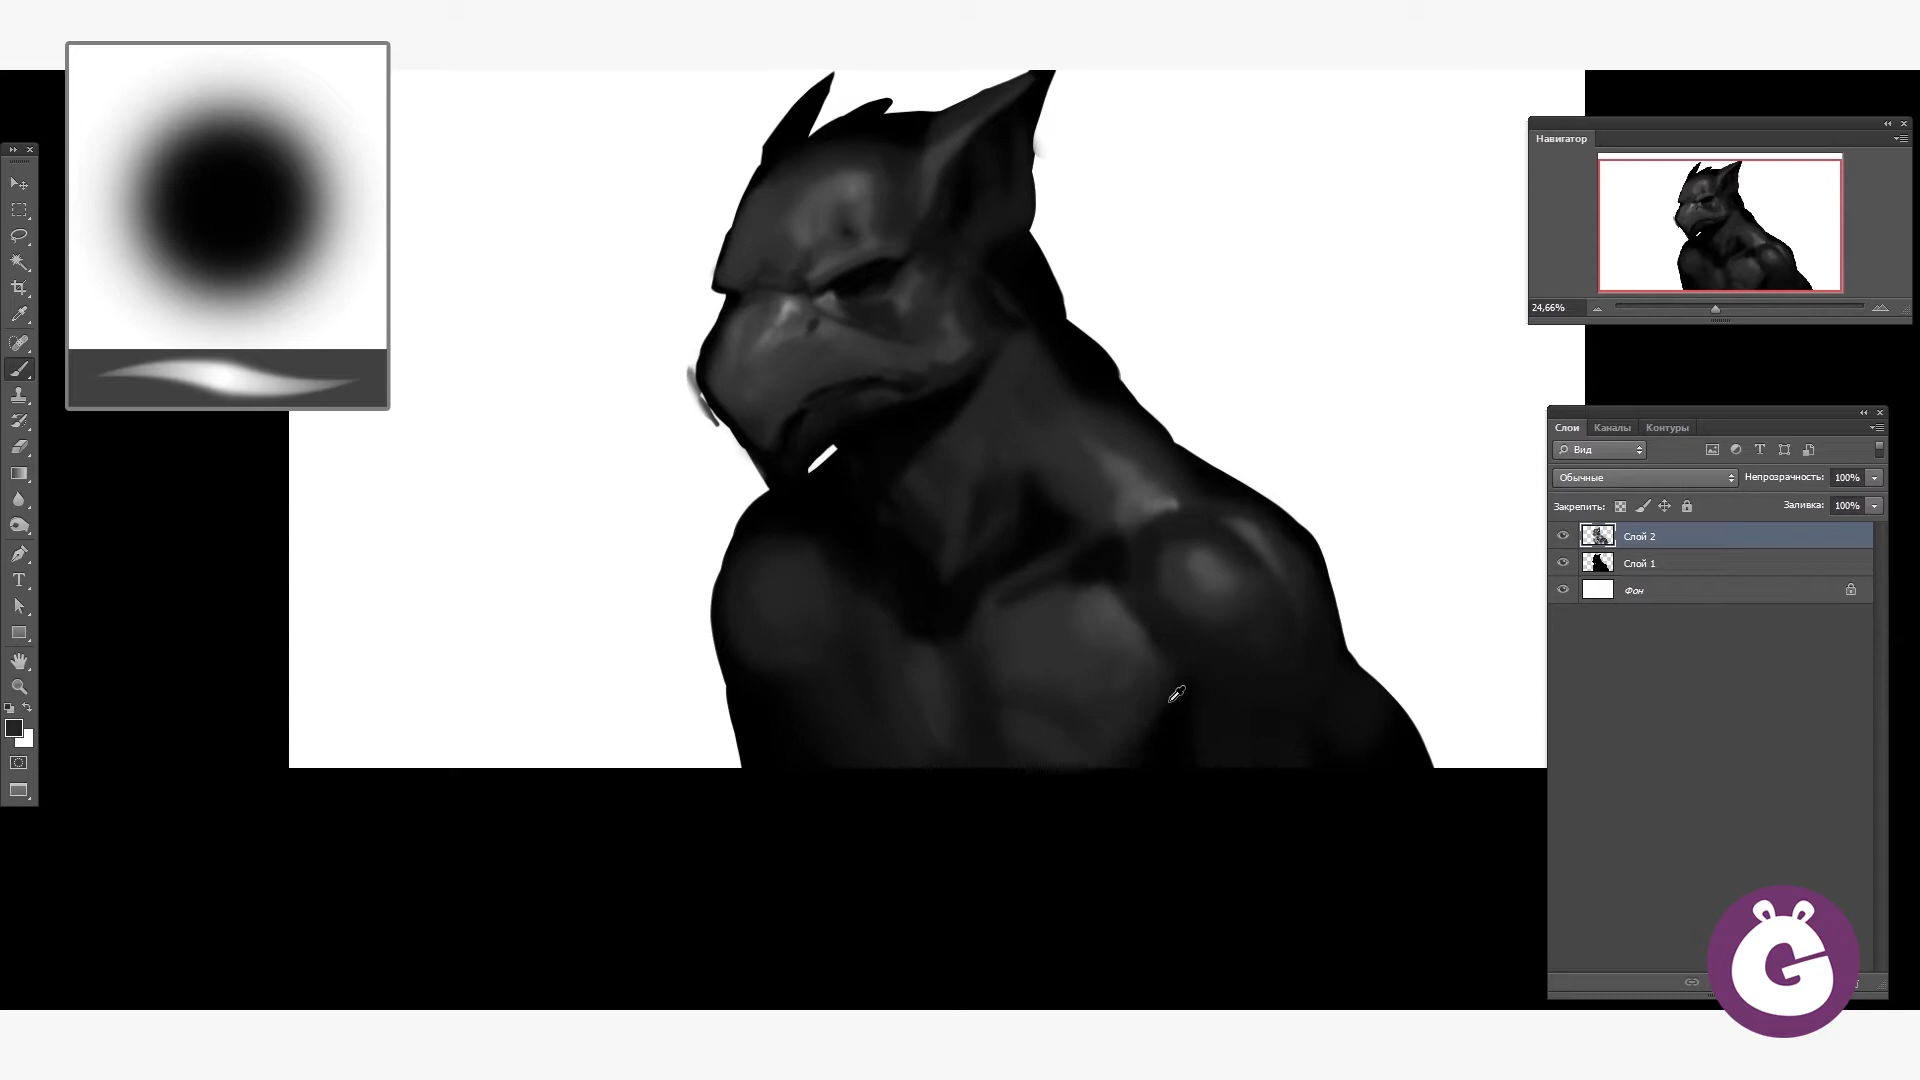 Навигатор
24,66%
Слои Каналы Контуры
Вид T
Обычные Непрозрачность: 100%
Закрепить: Заливка: 100%
Слой 2
Слой 1
Фон
T
G